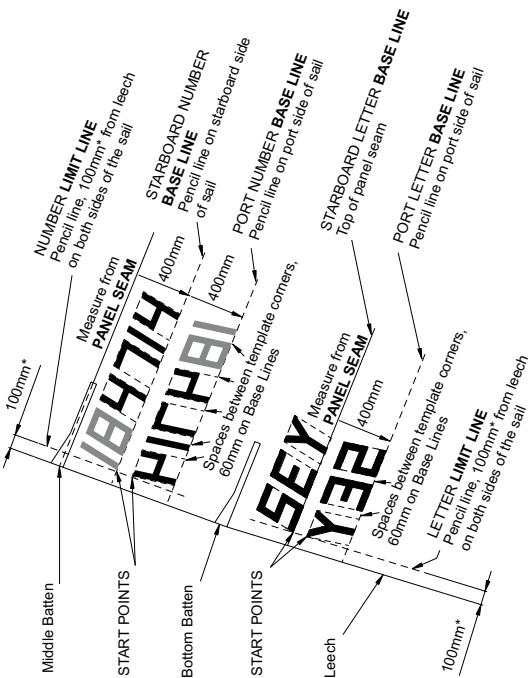 100mm*
NUMBER LIMIT LINE
Pencil line, 100mm* from leech
on both sides of the sail
Middle Batten
Measure from
PANEL SEAM
184714
400mm
STARBOARD NUMBER
BASE LINE
Pencil line on starboard side
of sail
START POINTS
400mm
PORT NUMBER BASE LINE
Pencil line on port side of sail
Spaces between template corners,
60mm on Base Lines
Bottom Batten
SEY
Measure from
PANEL SEAM
STARBOARD LETTER BASE LINE
Top of panel seam
START POINTS
400mm
PORT LETTER BASE LINE
Pencil line on port side of sail
Spaces between template corners,
60mm on Base Lines
Leech
LETTER LIMIT LINE
Pencil line, 100mm* from leech
on both sides of the sail
100mm*